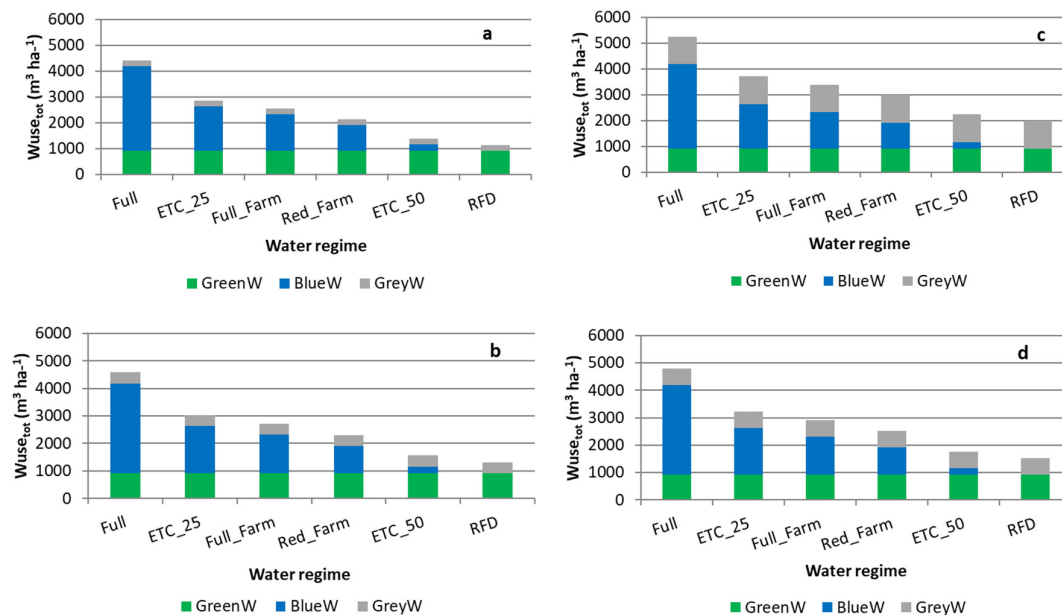 a
6000
5000
4000
3000
2000
1000
0
Wuse_tot (m³ ha⁻¹)
Full
ETC_25
Full_Farm
Red_Farm
ETC_50
RFD
Water regime
GreenW BlueW GreyW
c
6000
5000
4000
3000
2000
1000
0
Wuse_tot (m³ ha⁻¹)
Full
ETC_25
Full_Farm
Red_Farm
ETC_50
RFD
Water regime
GreenW BlueW GreyW
b
6000
5000
4000
3000
2000
1000
0
Wuse_tot (m³ ha⁻¹)
Full
ETC_25
Full_Farm
Red_Farm
ETC_50
RFD
Water regime
GreenW BlueW GreyW
d
6000
5000
4000
3000
2000
1000
0
Wuse_tot (m³ ha⁻¹)
Full
ETC_25
Full_Farm
Red_Farm
ETC_50
RFD
Water regime
GreenW BlueW GreyW